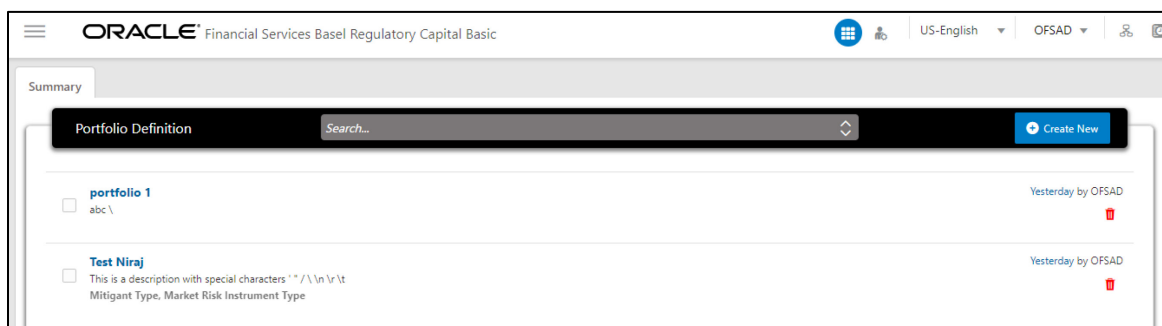 ORACLE® Financial Services Basel Regulatory Capital Basic
US-English
OFSAD
Summary
Portfolio Definition
Search...
Create New
portfolio 1
Yesterday by OFSAD
abc \
Test Niraj
Yesterday by OFSAD
This is a description with special characters ' " / \ \n \r \t
Mitigant Type, Market Risk Instrument Type